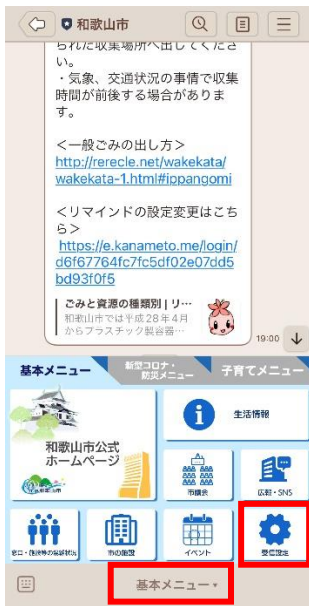 和歌山市
られた収集場所へ出してくださ
い。
・気象、交通状況の事情で収集
時間が前後する場合がありま
す。
＜一般ごみの出し方＞
http://rerecle.net/wakekata/
wakekata-1.html#ippangomi
＜リマインドの設定変更はこち
ら＞
https://e.kanameto.me/login/
d6f67764fc7fc5df02e07dd5
bd93f0f5
ごみと資源の種類別 | リ…
和歌山市では平成28年4月
からプラスチック製容器…
19:00
基本メニュー
新型コロナ・
防災メニュー
子育てメニュー
和歌山市公式
ホームページ
生活情報
市議会
広報・SNS
市の施設
イベント
受信設定
基本メニュー▾